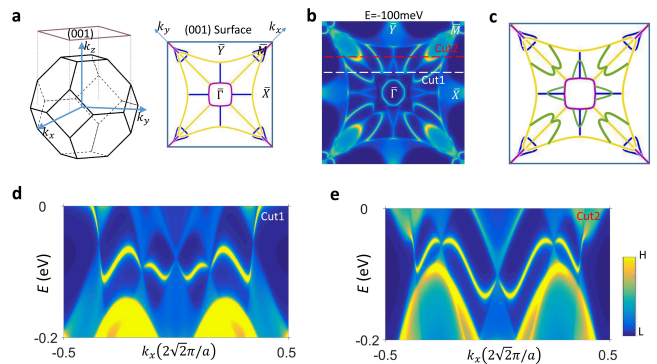 a
(001)
k_z
k_y
k_x
(001) Surface
k_y
k_x
Ȳ
M̄
Γ̄
X̄
b
E=-100meV
Ȳ
M̄
Cut2
Cut1
Γ̄
X̄
c
d
0
Cut1
E (eV)
-0.2
-0.5
k_x(2√2π/a)
0.5
e
0
Cut2
E (eV)
-0.2
-0.5
k_x(2√2π/a)
0.5
H
L